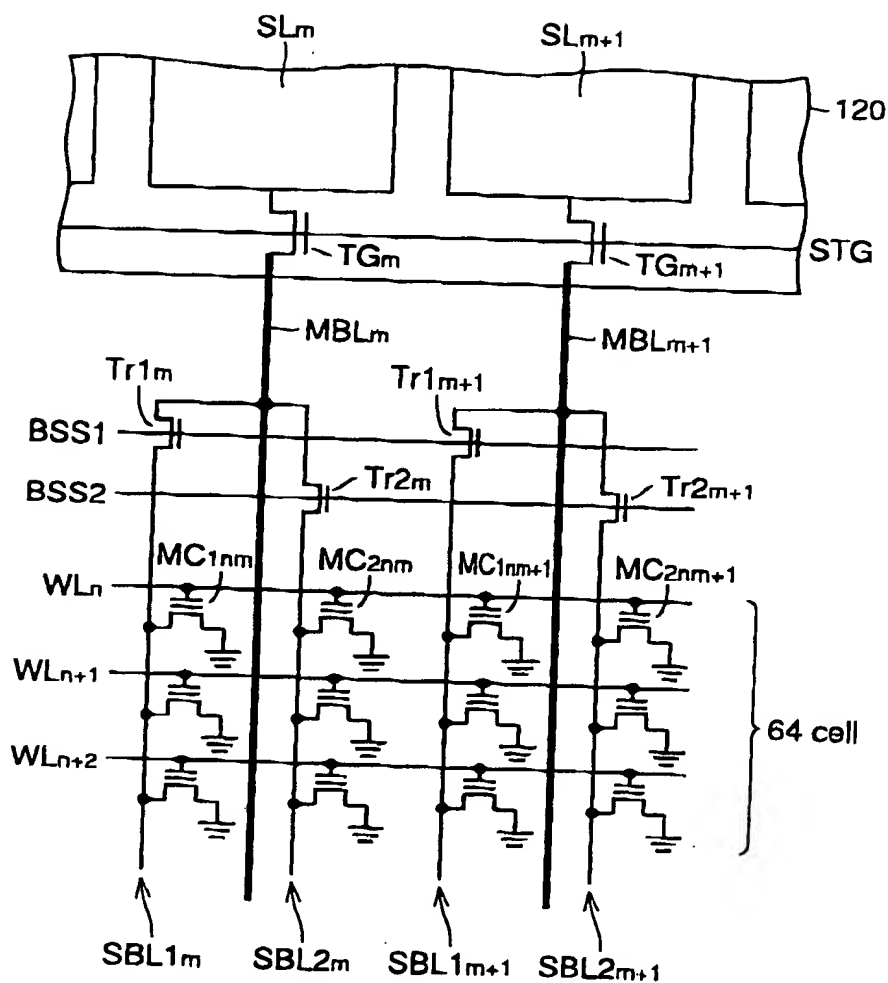 SLm SLm+1
120
STG
TGm TGm+1
MBLm MBLm+1
Tr1m Tr1m+1
BSS1
BSS2 Tr2m Tr2m+1
MC1nm MC2nm MC1nm+1 MC2nm+1
WLn
WLn+1
64 cell
WLn+2
SBL1m SBL2m SBL1m+1 SBL2m+1